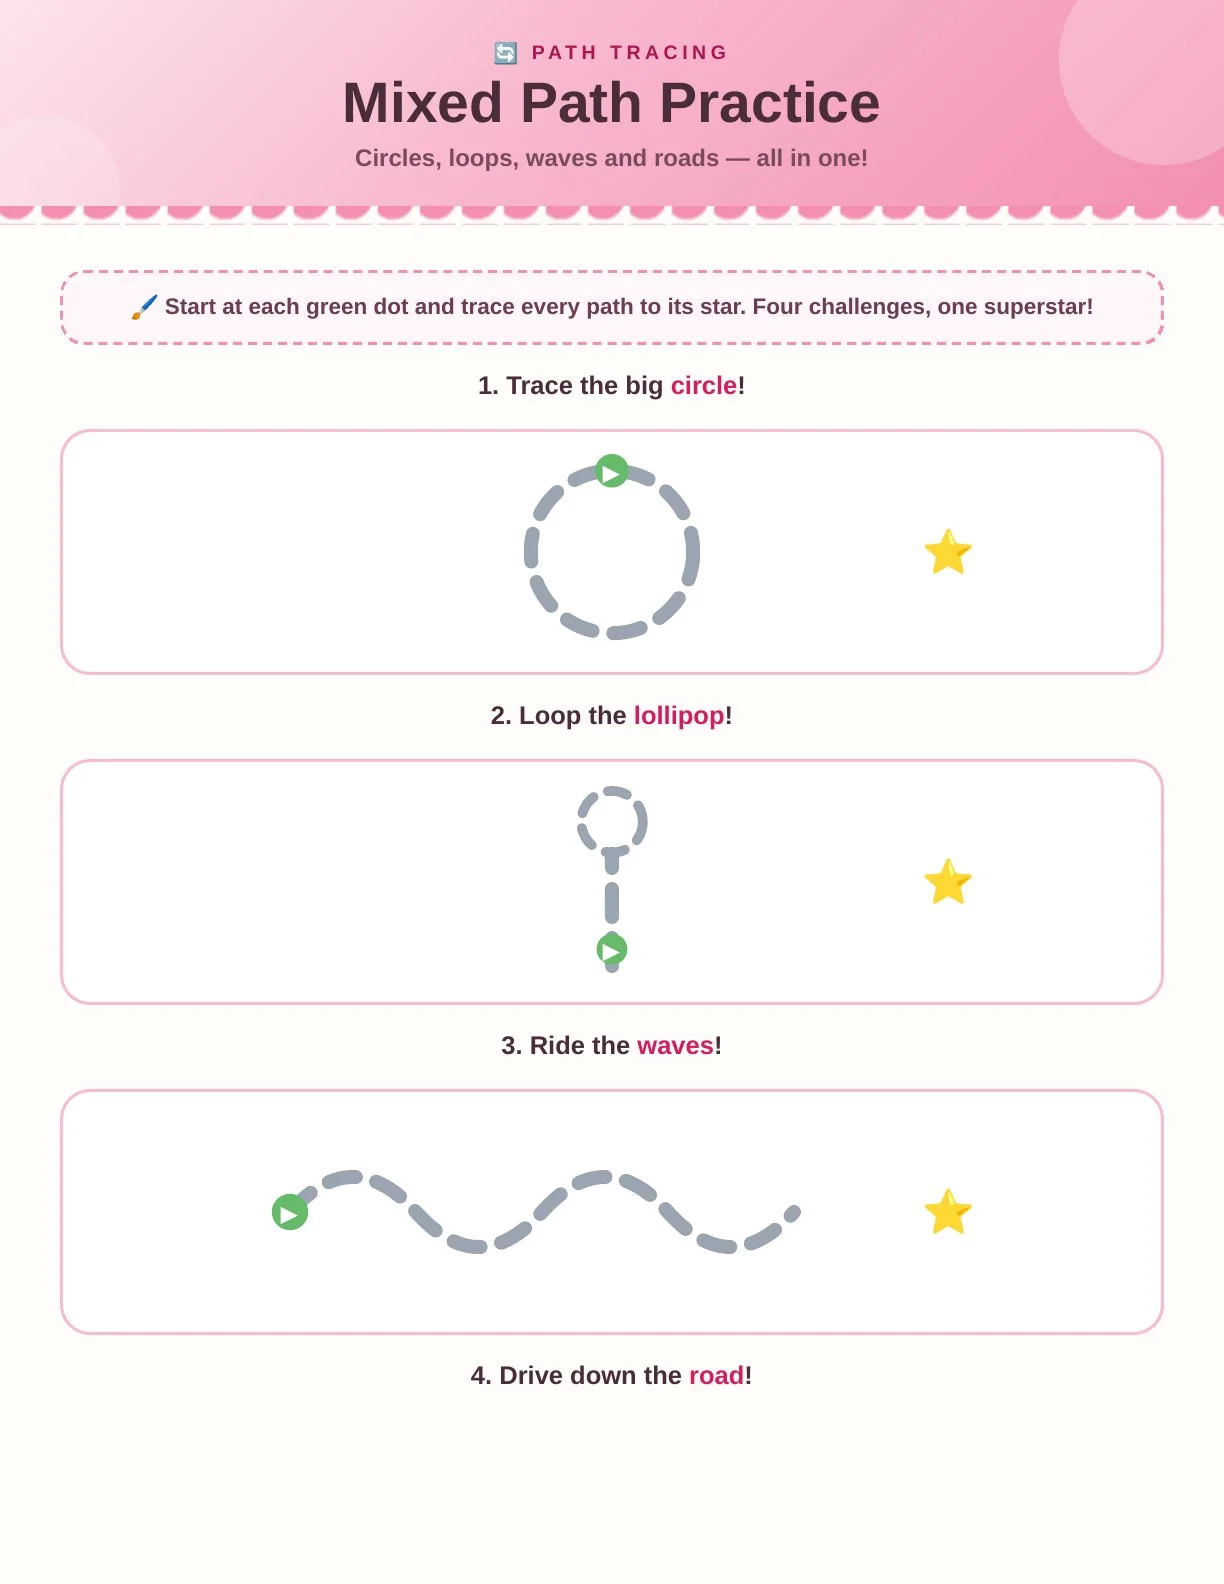 PATH TRACING
Mixed Path Practice
Circles, loops, waves and roads — all in one!
Start at each green dot and trace every path to its star. Four challenges, one superstar!
1. Trace the big circle!
2. Loop the lollipop!
3. Ride the waves!
4. Drive down the road!